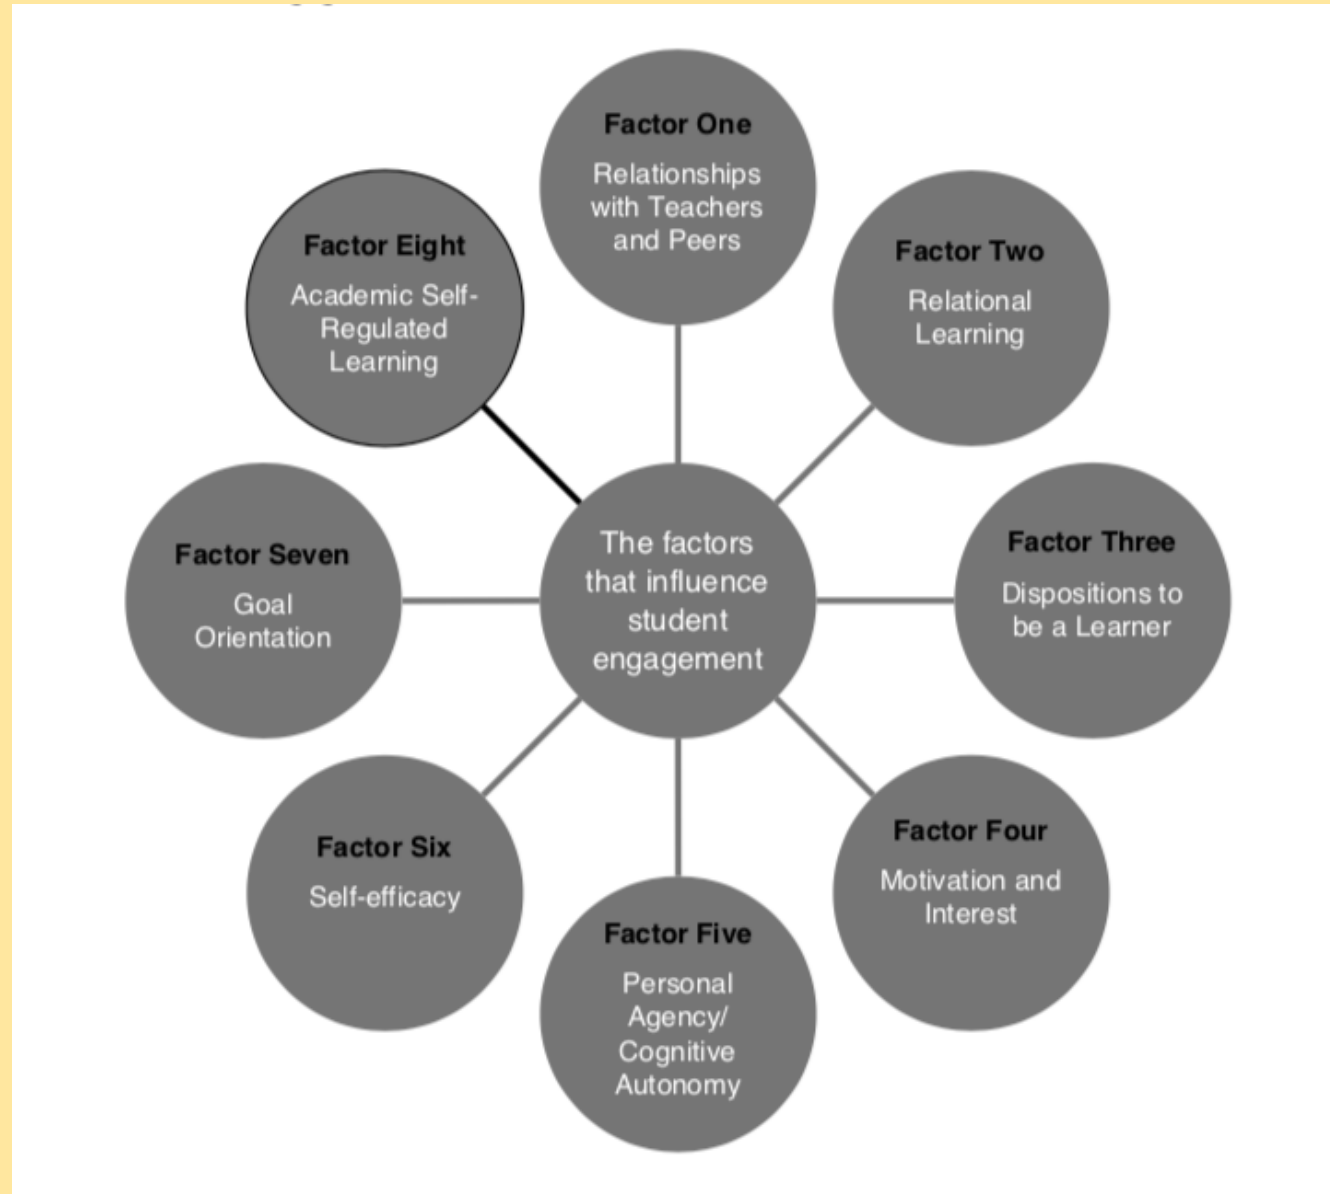 Factor One
Relationships
with Teachers
and Peers
Factor Two
Relational
Learning
Factor Three
Dispositions to
be a Learner
Factor Four
Motivation and
Interest
Factor Five
Personal
Agency/
Cognitive
Autonomy
Factor Six
Self-efficacy
Factor Seven
Goal
Orientation
Factor Eight
Academic Self-
Regulated
Learning
The factors
that influence
student
engagement